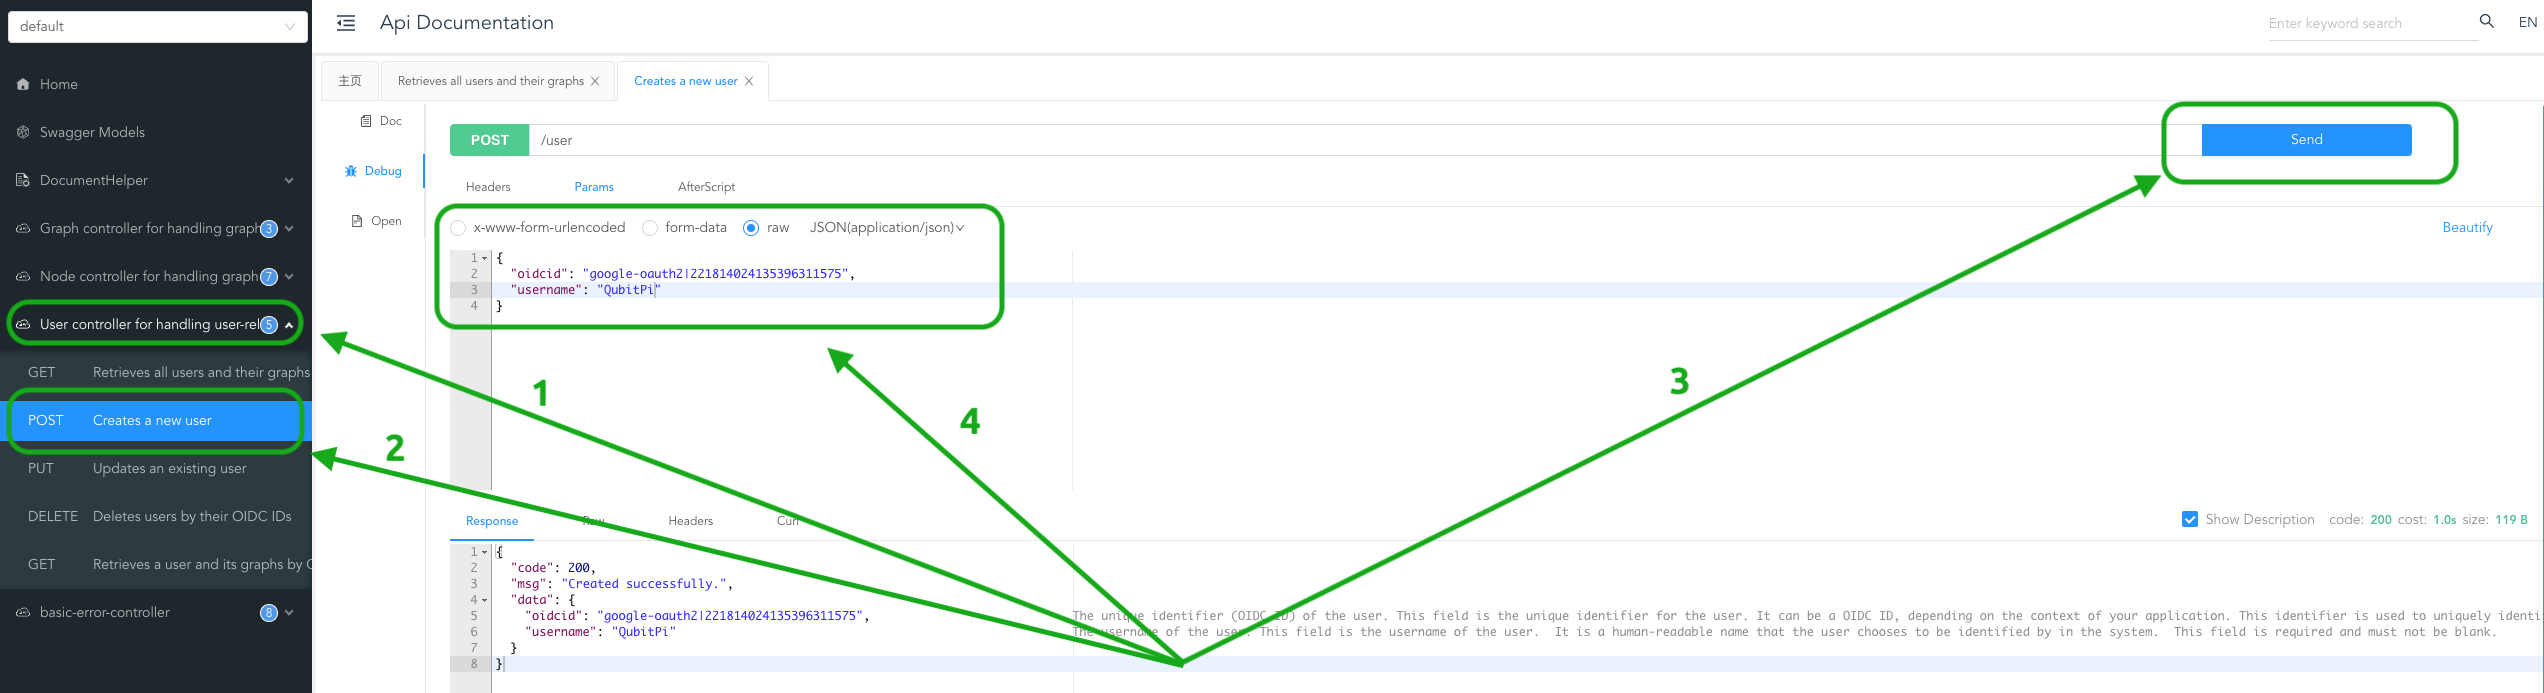 default
Home
Swagger Models
DocumentHelper
Graph controller for handling graph 3
Node controller for handling graph 7
User controller for handling user-rel 5
GET Retrieves all users and their graphs
POST Creates a new user
PUT Updates an existing user
DELETE Deletes users by their OIDC IDs
GET Retrieves a user and its graphs by
basic-error-controller 8
Api Documentation
Enter keyword search
EN
主页 Retrieves all users and their graphs Creates a new user
Doc
Debug
Open
POST /user Send
Headers Params AfterScript
x-www-form-urlencoded form-data raw JSON(application/json)
Beautify
1 {
2 "oidcid": "google-oauth2|221814024135396311575",
3 "username": "QubitPi"
4 }
1
2
3
4
Response Raw Headers Curl
Show Description code: 200 cost: 1.0s size: 119 B
1 {
2 "code": 200,
3 "msg": "Created successfully.",
4 "data": {
5 "oidcid": "google-oauth2|221814024135396311575", The unique identifier (OIDC ID) of the user. This field is the unique identifier for the user. It can be a OIDC ID, depending on the context of your application. This identifier is used to uniquely identi
6 "username": "QubitPi" The username of the user. This field is the username of the user. It is a human-readable name that the user chooses to be identified by in the system. This field is required and must not be blank.
7 }
8 }